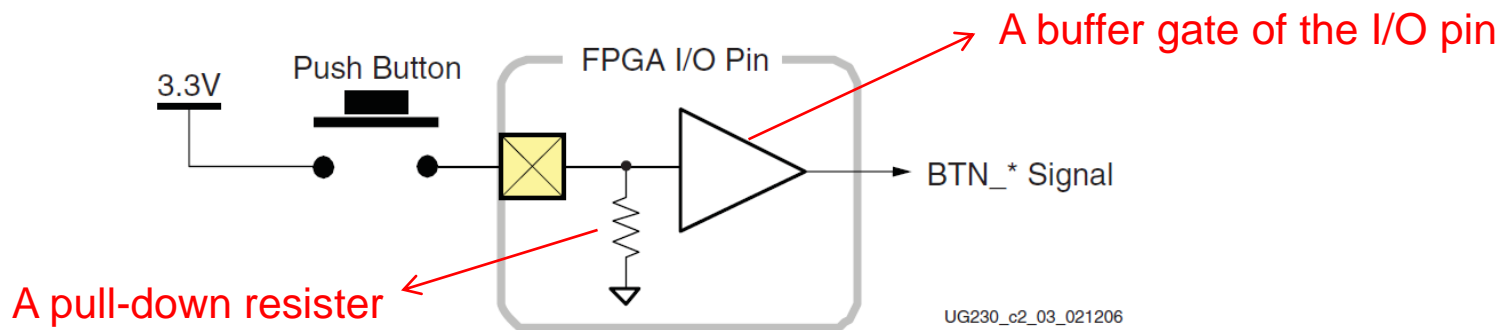 A buffer gate of the I/O pin
FPGA I/O Pin
Push Button
3.3V
BTN_* Signal
A pull-down resister
UG230_c2_03_021206